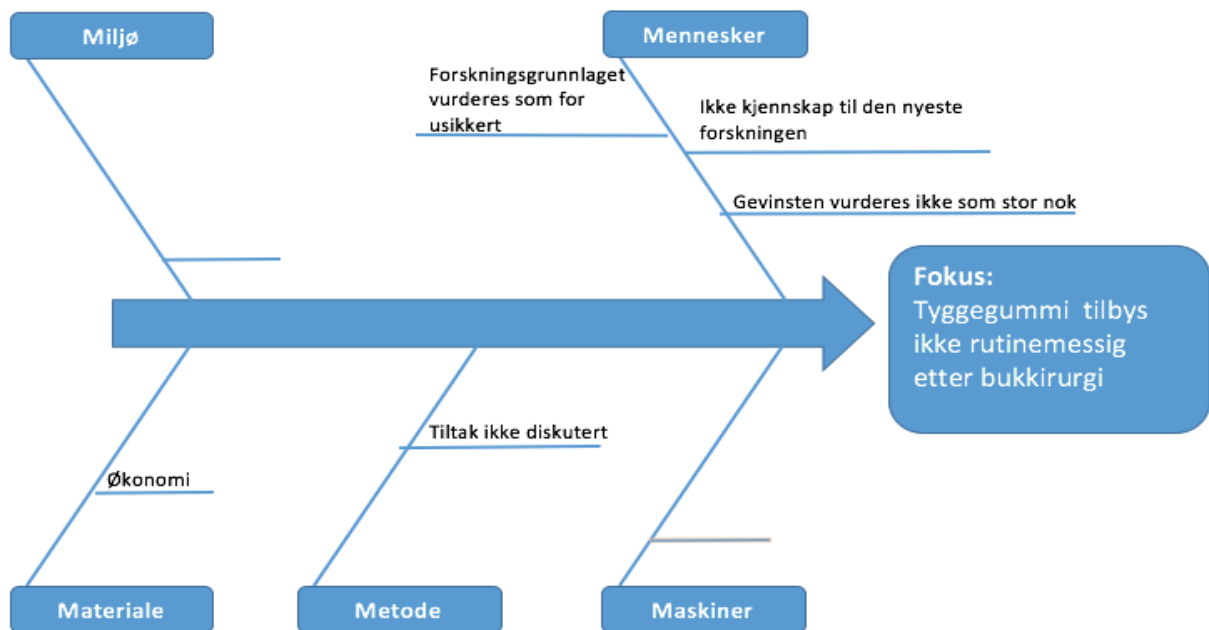 Miljø
Mennesker
Forskningsgrunnlaget
vurderes som for
usikkert
Ikke kjennskap til den nyeste
forskningen
Gevinsten vurderes ikke som stor nok
Fokus:
Tyggegummi tilbys
ikke rutinemessig
etter bukkirurgi
Tiltak ikke diskutert
Økonomi
Materiale
Metode
Maskiner